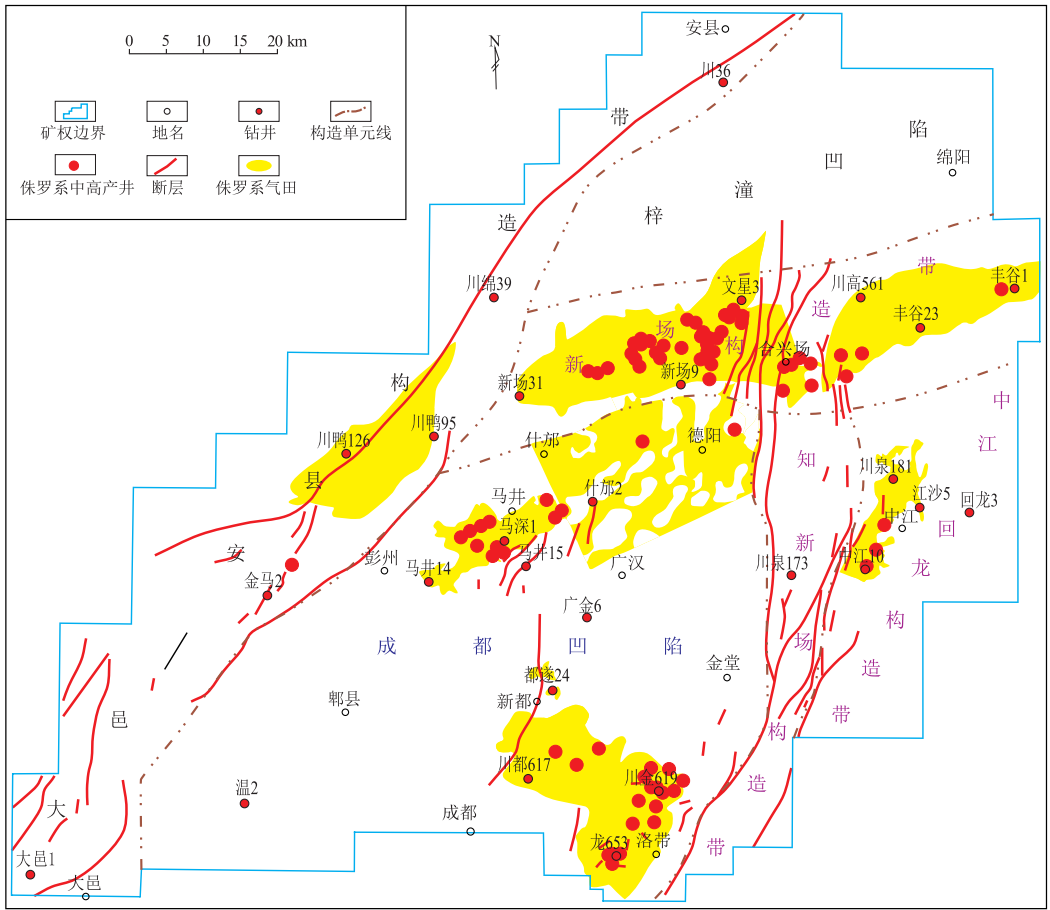 0 5 10 15 20 km
矿权边界 地名 钻井 构造单元线
侏罗系中高产井 断层 侏罗系气田
N
安县
川36
带
陷
凹
绵阳
潼
梓
造
带
丰谷1
川绵39
文星3
川高561
造
丰谷23
场
构
新
合兴场
新场9
新场31
构
中
川鸭95
德阳
川鸭126
什邡
江
知
川泉181
县
什邡2
马井
江沙5
回龙3
马深1
中江
回
新
安
彭州
马井15
中江10
马井14
广汉
川泉173
龙
金马2
广金6
构
成都凹陷
场
金堂
造
都遂24
郫县
新都
邑
带
构
川都617
川金619
造
温2
大
成都
龙653
洛带
带
大邑1
大邑